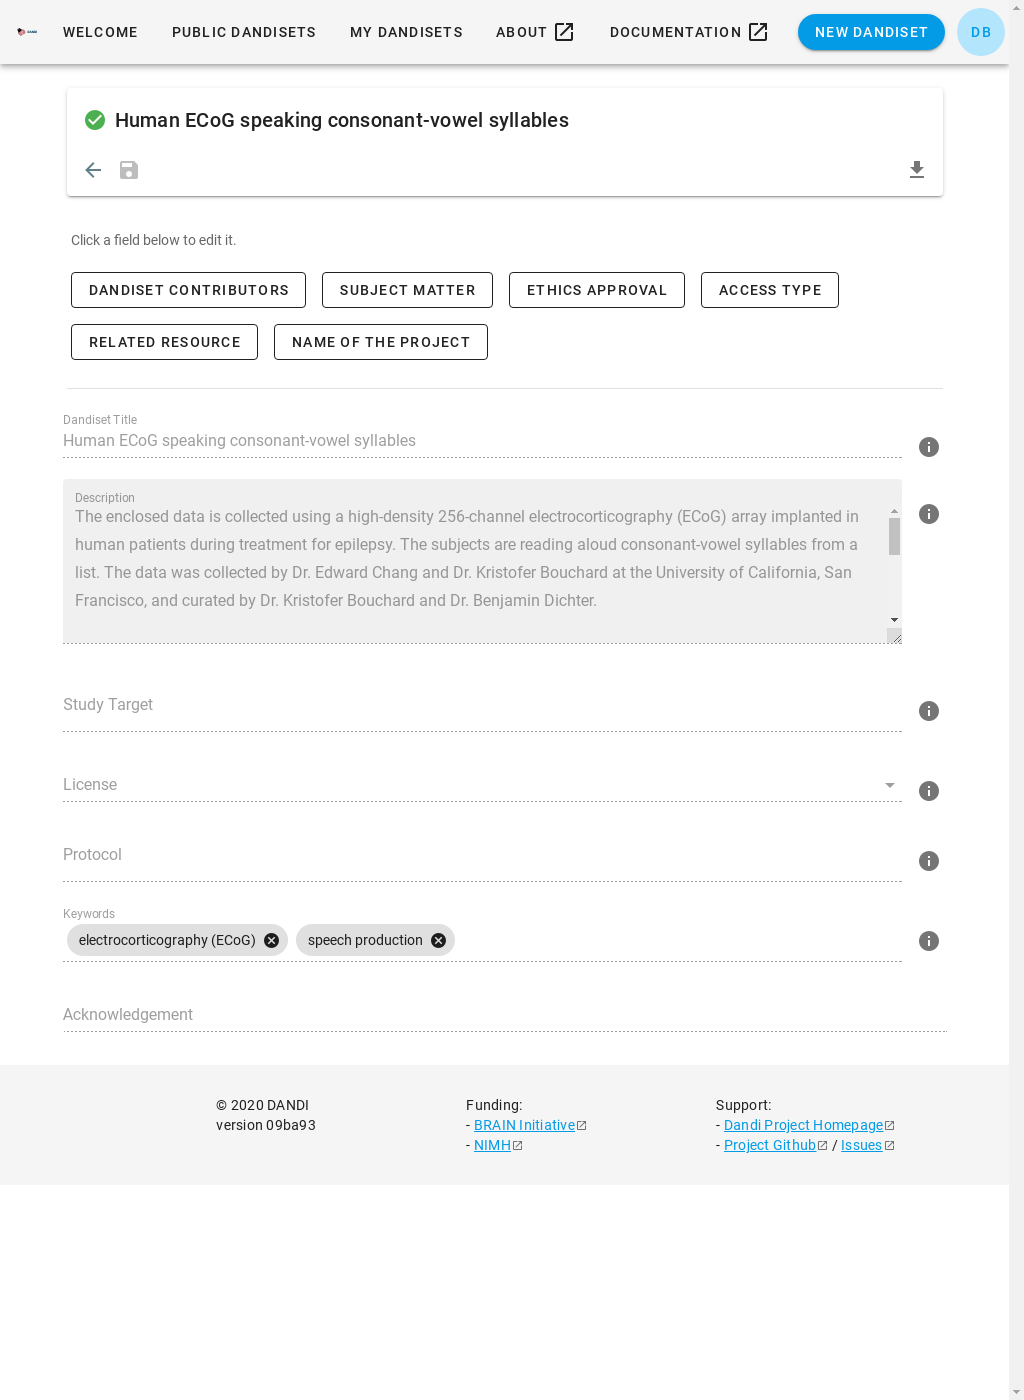 WELCOME PUBLIC DANDISETS MY DANDISETS ABOUT DOCUMENTATION NEW DANDISET DB
Human ECoG speaking consonant-vowel syllables
Click a field below to edit it.
DANDISET CONTRIBUTORS SUBJECT MATTER ETHICS APPROVAL ACCESS TYPE
RELATED RESOURCE NAME OF THE PROJECT
Dandiset Title
Human ECoG speaking consonant-vowel syllables
Description
The enclosed data is collected using a high-density 256-channel electrocorticography (ECoG) array implanted in
human patients during treatment for epilepsy. The subjects are reading aloud consonant-vowel syllables from a
list. The data was collected by Dr. Edward Chang and Dr. Kristofer Bouchard at the University of California, San
Francisco, and curated by Dr. Kristofer Bouchard and Dr. Benjamin Dichter.
Study Target
License
Protocol
Keywords
electrocorticography (ECoG) speech production
Acknowledgement
© 2020 DANDI
version 09ba93
Funding:
- BRAIN Initiative
- NIMH
Support:
- Dandi Project Homepage
- Project Github / Issues